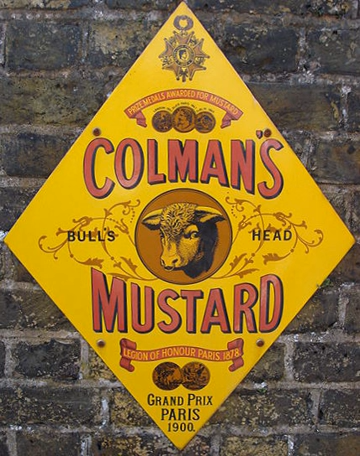 PRIZE MEDALS AWARDED FOR MUSTARD
COLMAN'S
BULL'S HEAD
MUSTARD
LEGION OF HONOUR PARIS. 1878.
GRAND PRIX
PARIS
1900.